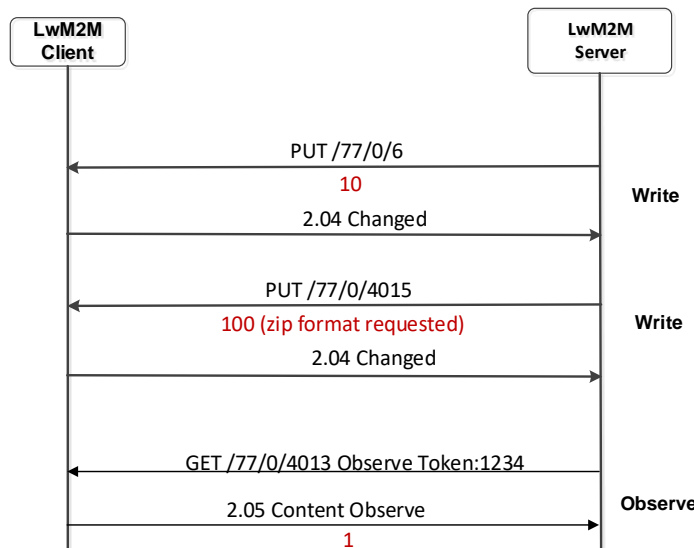 LwM2M
Client
LwM2M
Server
PUT /77/0/6
10
Write
2.04 Changed
PUT /77/0/4015
100 (zip format requested)
Write
2.04 Changed
GET /77/0/4013 Observe Token:1234
2.05 Content Observe
Observe
1